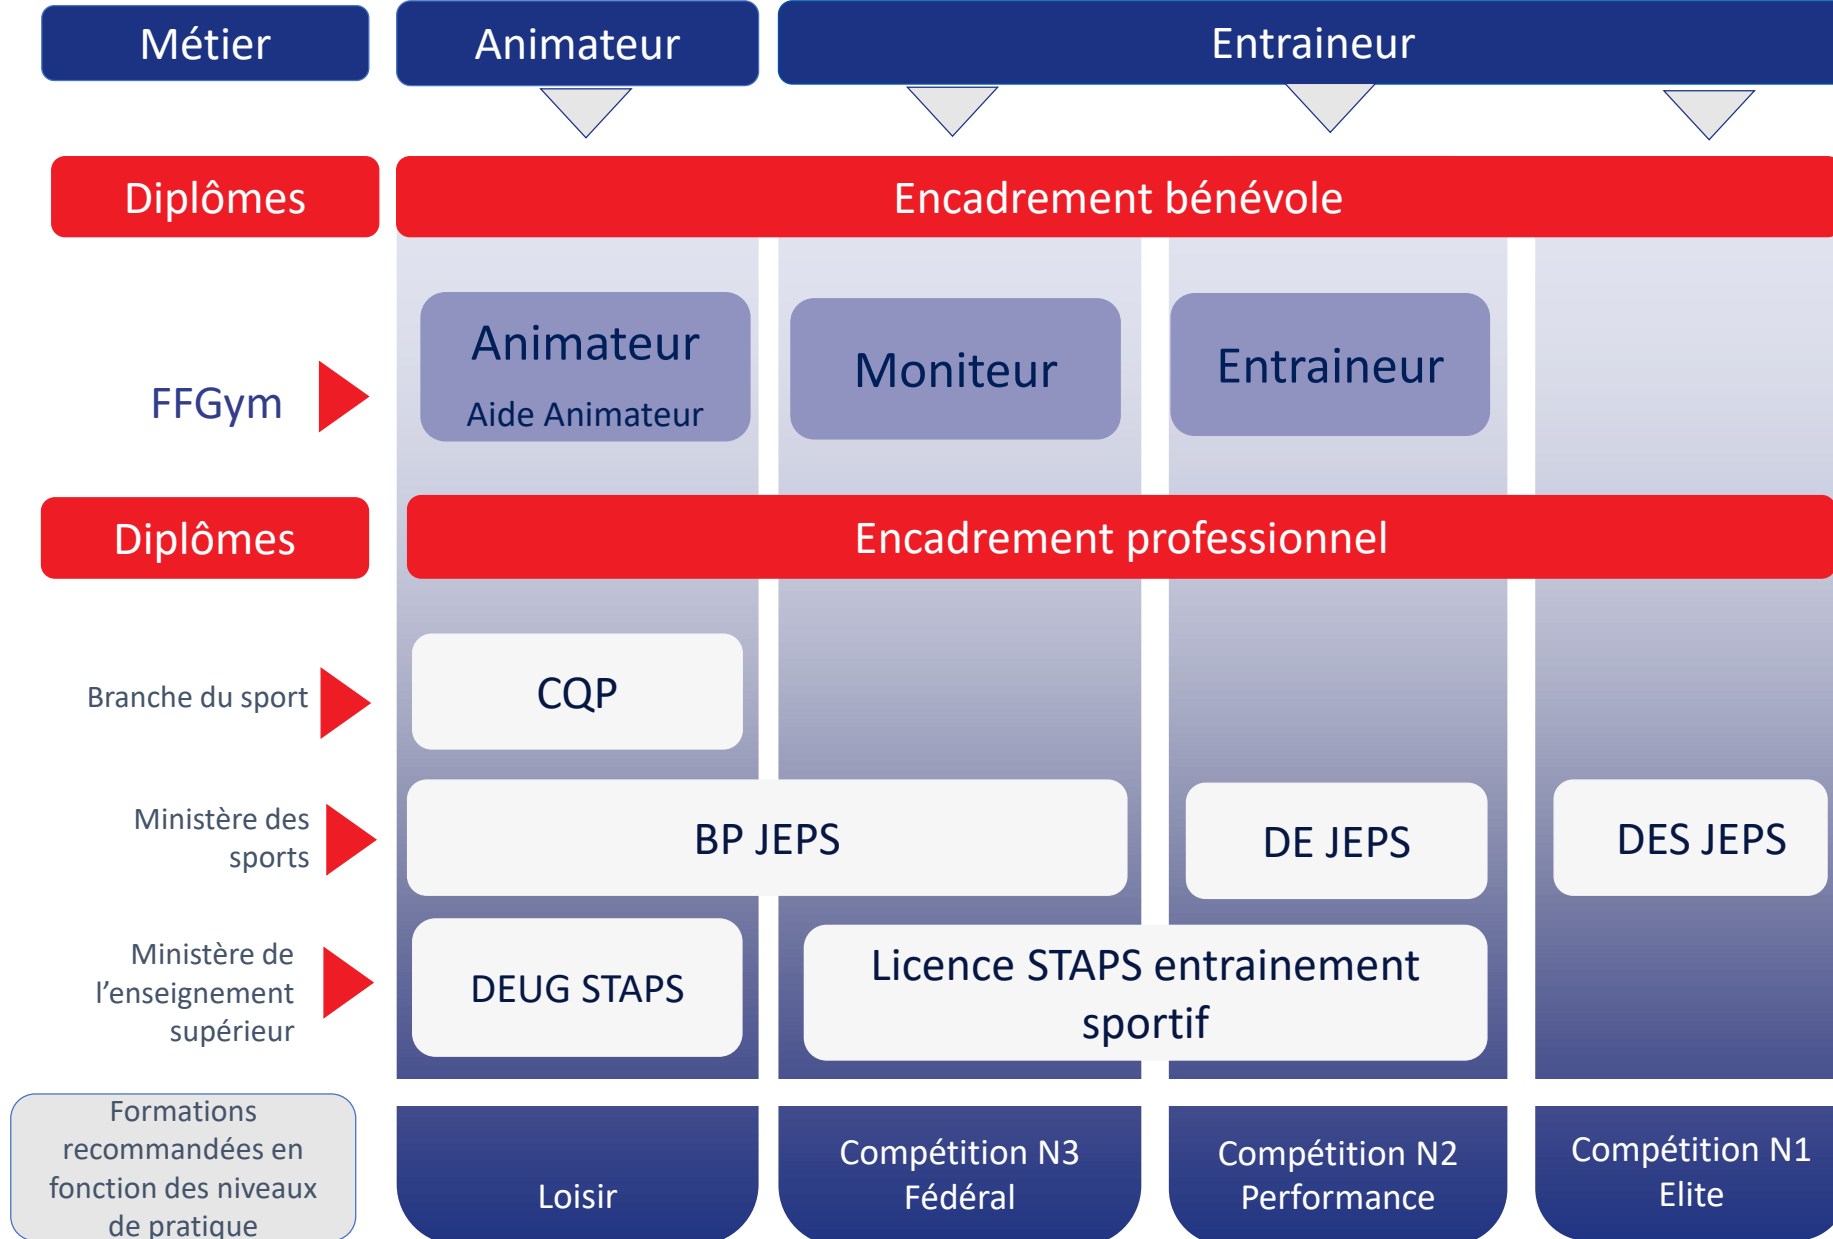 Métier
Animateur
Entraineur
Diplômes
Encadrement bénévole
FFGym
Animateur
Aide Animateur
Moniteur
Entraineur
Diplômes
Encadrement professionnel
Branche du sport
CQP
Ministère des
sports
BP JEPS
DE JEPS
DES JEPS
Ministère de
l’enseignement
supérieur
DEUG STAPS
Licence STAPS entrainement
sportif
Formations
recommandées en
fonction des niveaux
de pratique
Loisir
Compétition N3
Fédéral
Compétition N2
Performance
Compétition N1
Elite